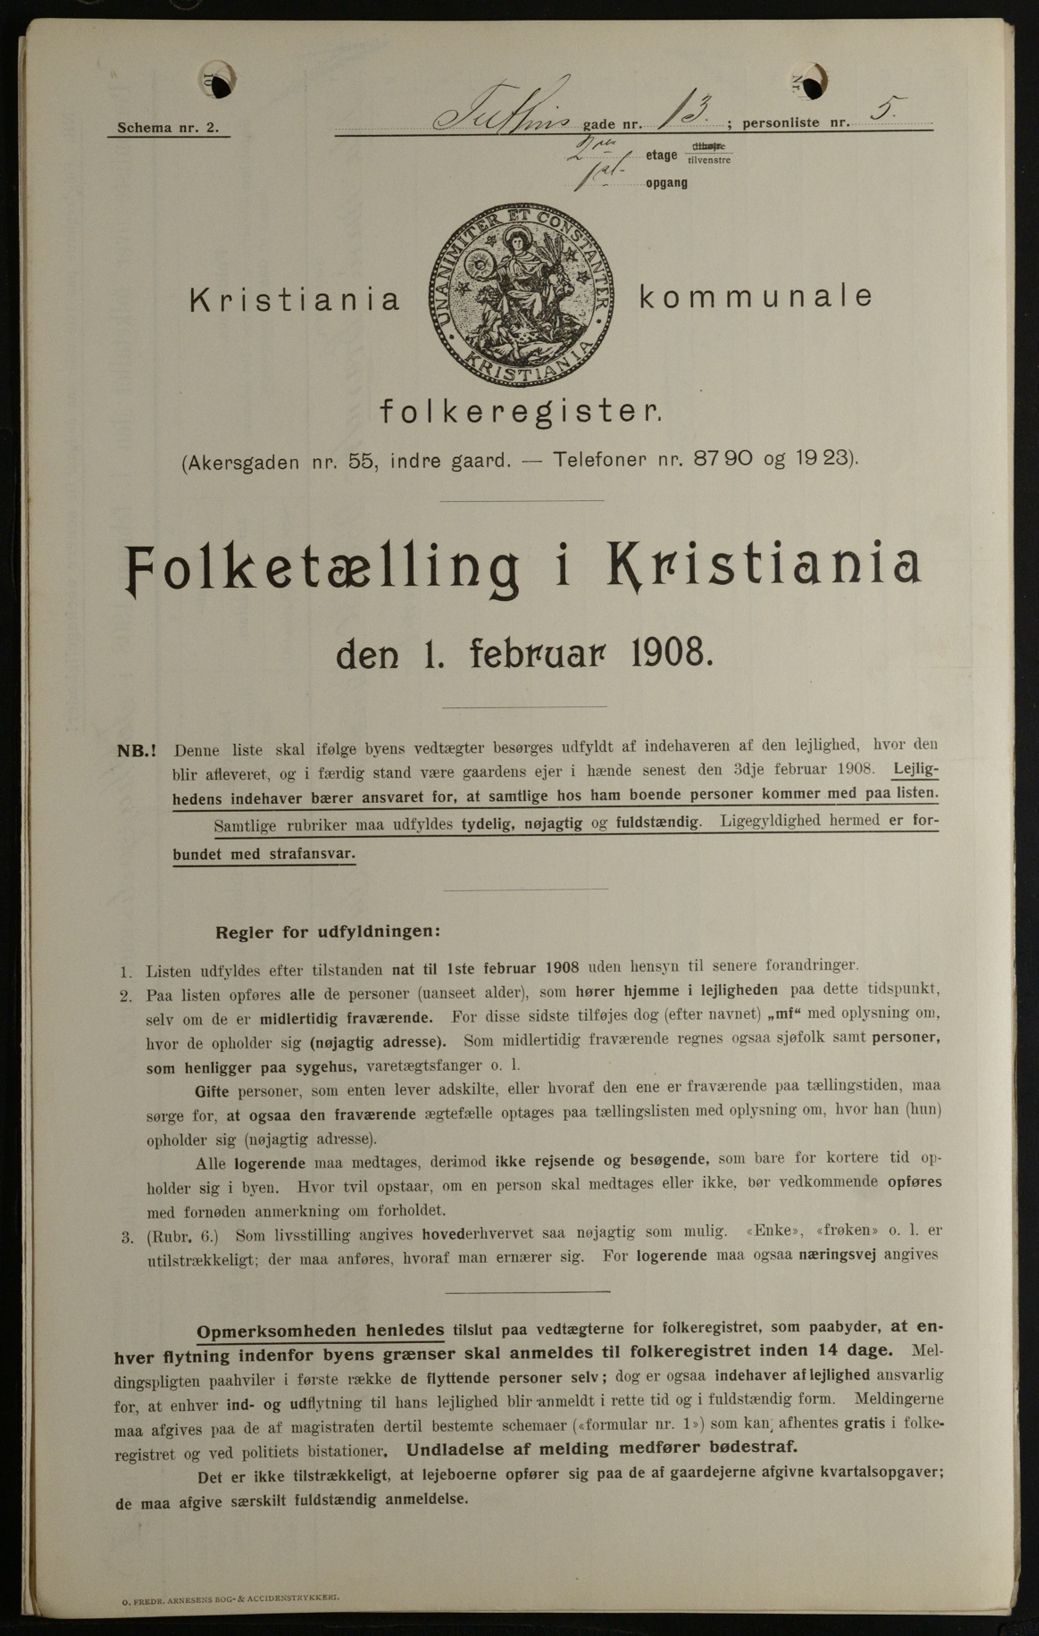 Schema nr. 2.
Tullins gade nr. 13. ; personliste nr. 5.
2 etage tilvenstre
opgang
UNANIMITER ET CONSTANTER · KRISTIANIA ·
Kristiania kommunale
folkeregister.
(Akersgaden nr. 55, indre gaard. — Telefoner nr. 87 90 og 19 23).
Folketælling i Kristiania
den 1. februar 1908.
NB.! Denne liste skal ifølge byens vedtægter besørges udfyldt af indehaveren af den lejlighed, hvor den
blir afleveret, og i færdig stand være gaardens ejer i hænde senest den 3dje februar 1908. Lejlig-
hedens indehaver bærer ansvaret for, at samtlige hos ham boende personer kommer med paa listen.
Samtlige rubriker maa udfyldes tydelig, nøjagtig og fuldstændig. Ligegyldighed hermed er for-
bundet med strafansvar.
Regler for udfyldningen:
1. Listen udfyldes efter tilstanden nat til 1ste februar 1908 uden hensyn til senere forandringer.
2. Paa listen opføres alle de personer (uanseet alder), som hører hjemme i lejligheden paa dette tidspunkt,
selv om de er midlertidig fraværende. For disse sidste tilføjes dog (efter navnet) „mf“ med oplysning om,
hvor de opholder sig (nøjagtig adresse). Som midlertidig fraværende regnes ogsaa sjøfolk samt personer,
som henligger paa sygehus, varetægtsfanger o. l.
Gifte personer, som enten lever adskilte, eller hvoraf den ene er fraværende paa tællingstiden, maa
sørge for, at ogsaa den fraværende ægtefælle optages paa tællingslisten med oplysning om, hvor han (hun)
opholder sig (nøjagtig adresse).
Alle logerende maa medtages, derimod ikke rejsende og besøgende, som bare for kortere tid op-
holder sig i byen. Hvor tvil opstaar, om en person skal medtages eller ikke, bør vedkommende opføres
med fornøden anmerkning om forholdet.
3. (Rubr. 6.) Som livsstilling angives hovederhvervet saa nøjagtig som mulig. «Enke», «frøken» o. l. er
utilstrækkeligt; der maa anføres, hvoraf man ernærer sig. For logerende maa ogsaa næringsvej angives
Opmerksomheden henledes tilslut paa vedtægterne for folkeregistret, som paabyder, at en-
hver flytning indenfor byens grænser skal anmeldes til folkeregistret inden 14 dage. Mel-
dingspligten paahviler i første række de flyttende personer selv; dog er ogsaa indehaver af lejlighed ansvarlig
for, at enhver ind- og udflytning til hans lejlighed blir anmeldt i rette tid og i fuldstændig form. Meldingerne
maa afgives paa de af magistraten dertil bestemte schemaer («formular nr. 1») som kan afhentes gratis i folke-
registret og ved politiets bistationer. Undladelse af melding medfører bødestraf.
Det er ikke tilstrækkeligt, at lejeboerne opfører sig paa de af gaardejerne afgivne kvartalsopgaver;
de maa afgive særskilt fuldstændig anmeldelse.
O. FREDR. ARNESENS BOG- & ACCIDENSTRYKKERI.